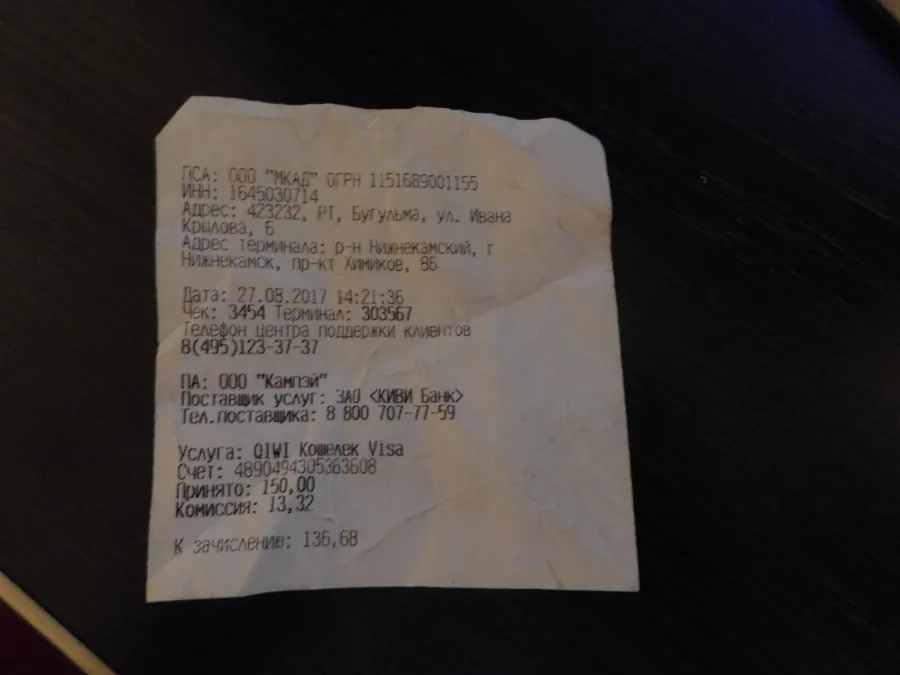 ПСА: ООО "МКАД" ОГРН 1151689001155
ИНН: 1645030714
Адрес: 423232, РТ, Бугульма, ул. Ивана
Крылова, 6
Адрес терминала: р-н Нижнекамский, г
Нижнекамск, пр-кт Химиков, 86
Дата: 27.08.2017 14:21:36
Чек: 3454 Терминал: 303567
Телефон центра поддержки клиентов
8(495)123-37-37
ПА: ООО "Кампэй"
Поставщик услуг: ЗАО <КИВИ Банк>
Тел.поставщика: 8 800 707-77-59
Услуга: QIWI Кошелек Visa
Счет: 4890494305363608
Принято: 150,00
Комиссия: 13,32
К зачислению: 136,68